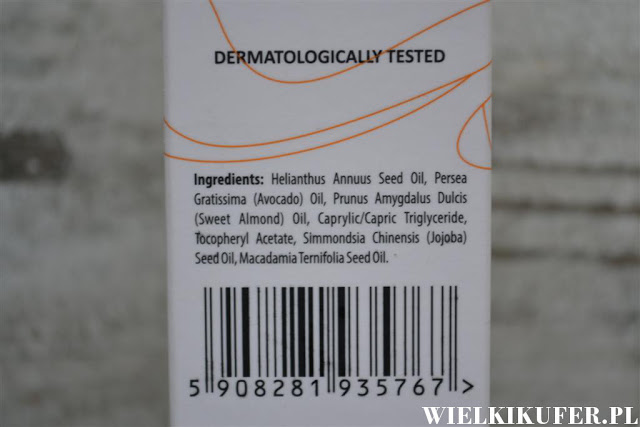 DERMATOLOGICALLY TESTED
Ingredients: Helianthus Annuus Seed Oil, Persea
Gratissima (Avocado) Oil, Prunus Amygdalus Dulcis
(Sweet Almond) Oil, Caprylic/Capric Triglyceride,
Tocopheryl Acetate, Simmondsia Chinensis (Jojoba)
Seed Oil, Macadamia Ternifolia Seed Oil.
5 908281 935767 >
WIELKIKUFER.PL